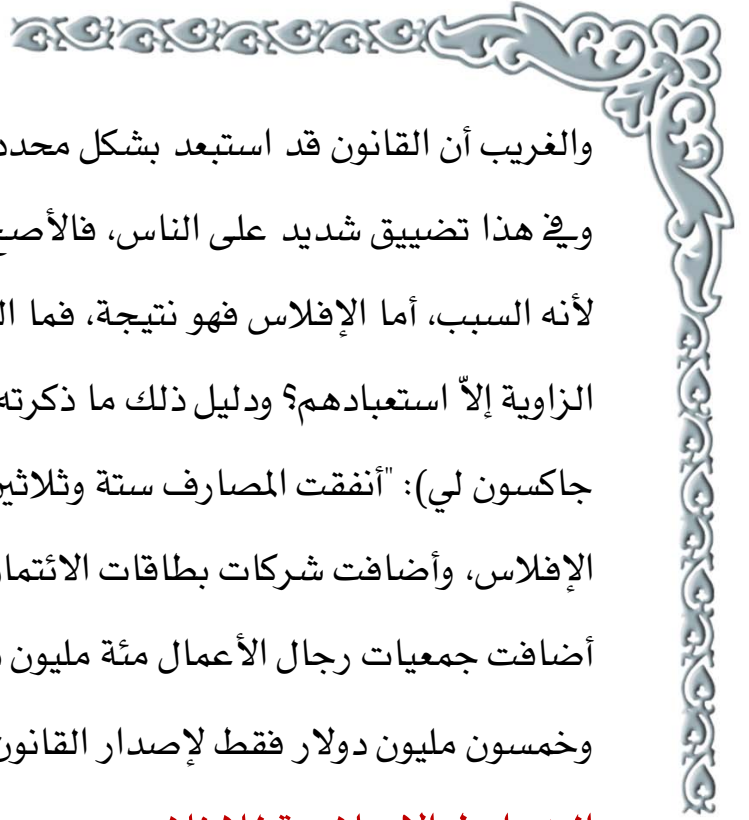 والغريب أن القانون قد استبعد بشكل محدد
وفي هذا تضييق شديد على الناس، فالأصح
لأنه السبب، أما الإفلاس فهو نتيجة، فما ال
الزاوية إلاّ استعبادهم؟ ودليل ذلك ما ذكرته
جاكسون لي): "أنفقت المصارف ستة وثلاثين
الإفلاس، وأضافت شركات بطاقات الائتمان
أضافت جمعيات رجال الأعمال مئة مليون
وخمسون مليون دولار فقط لإصدار القانون